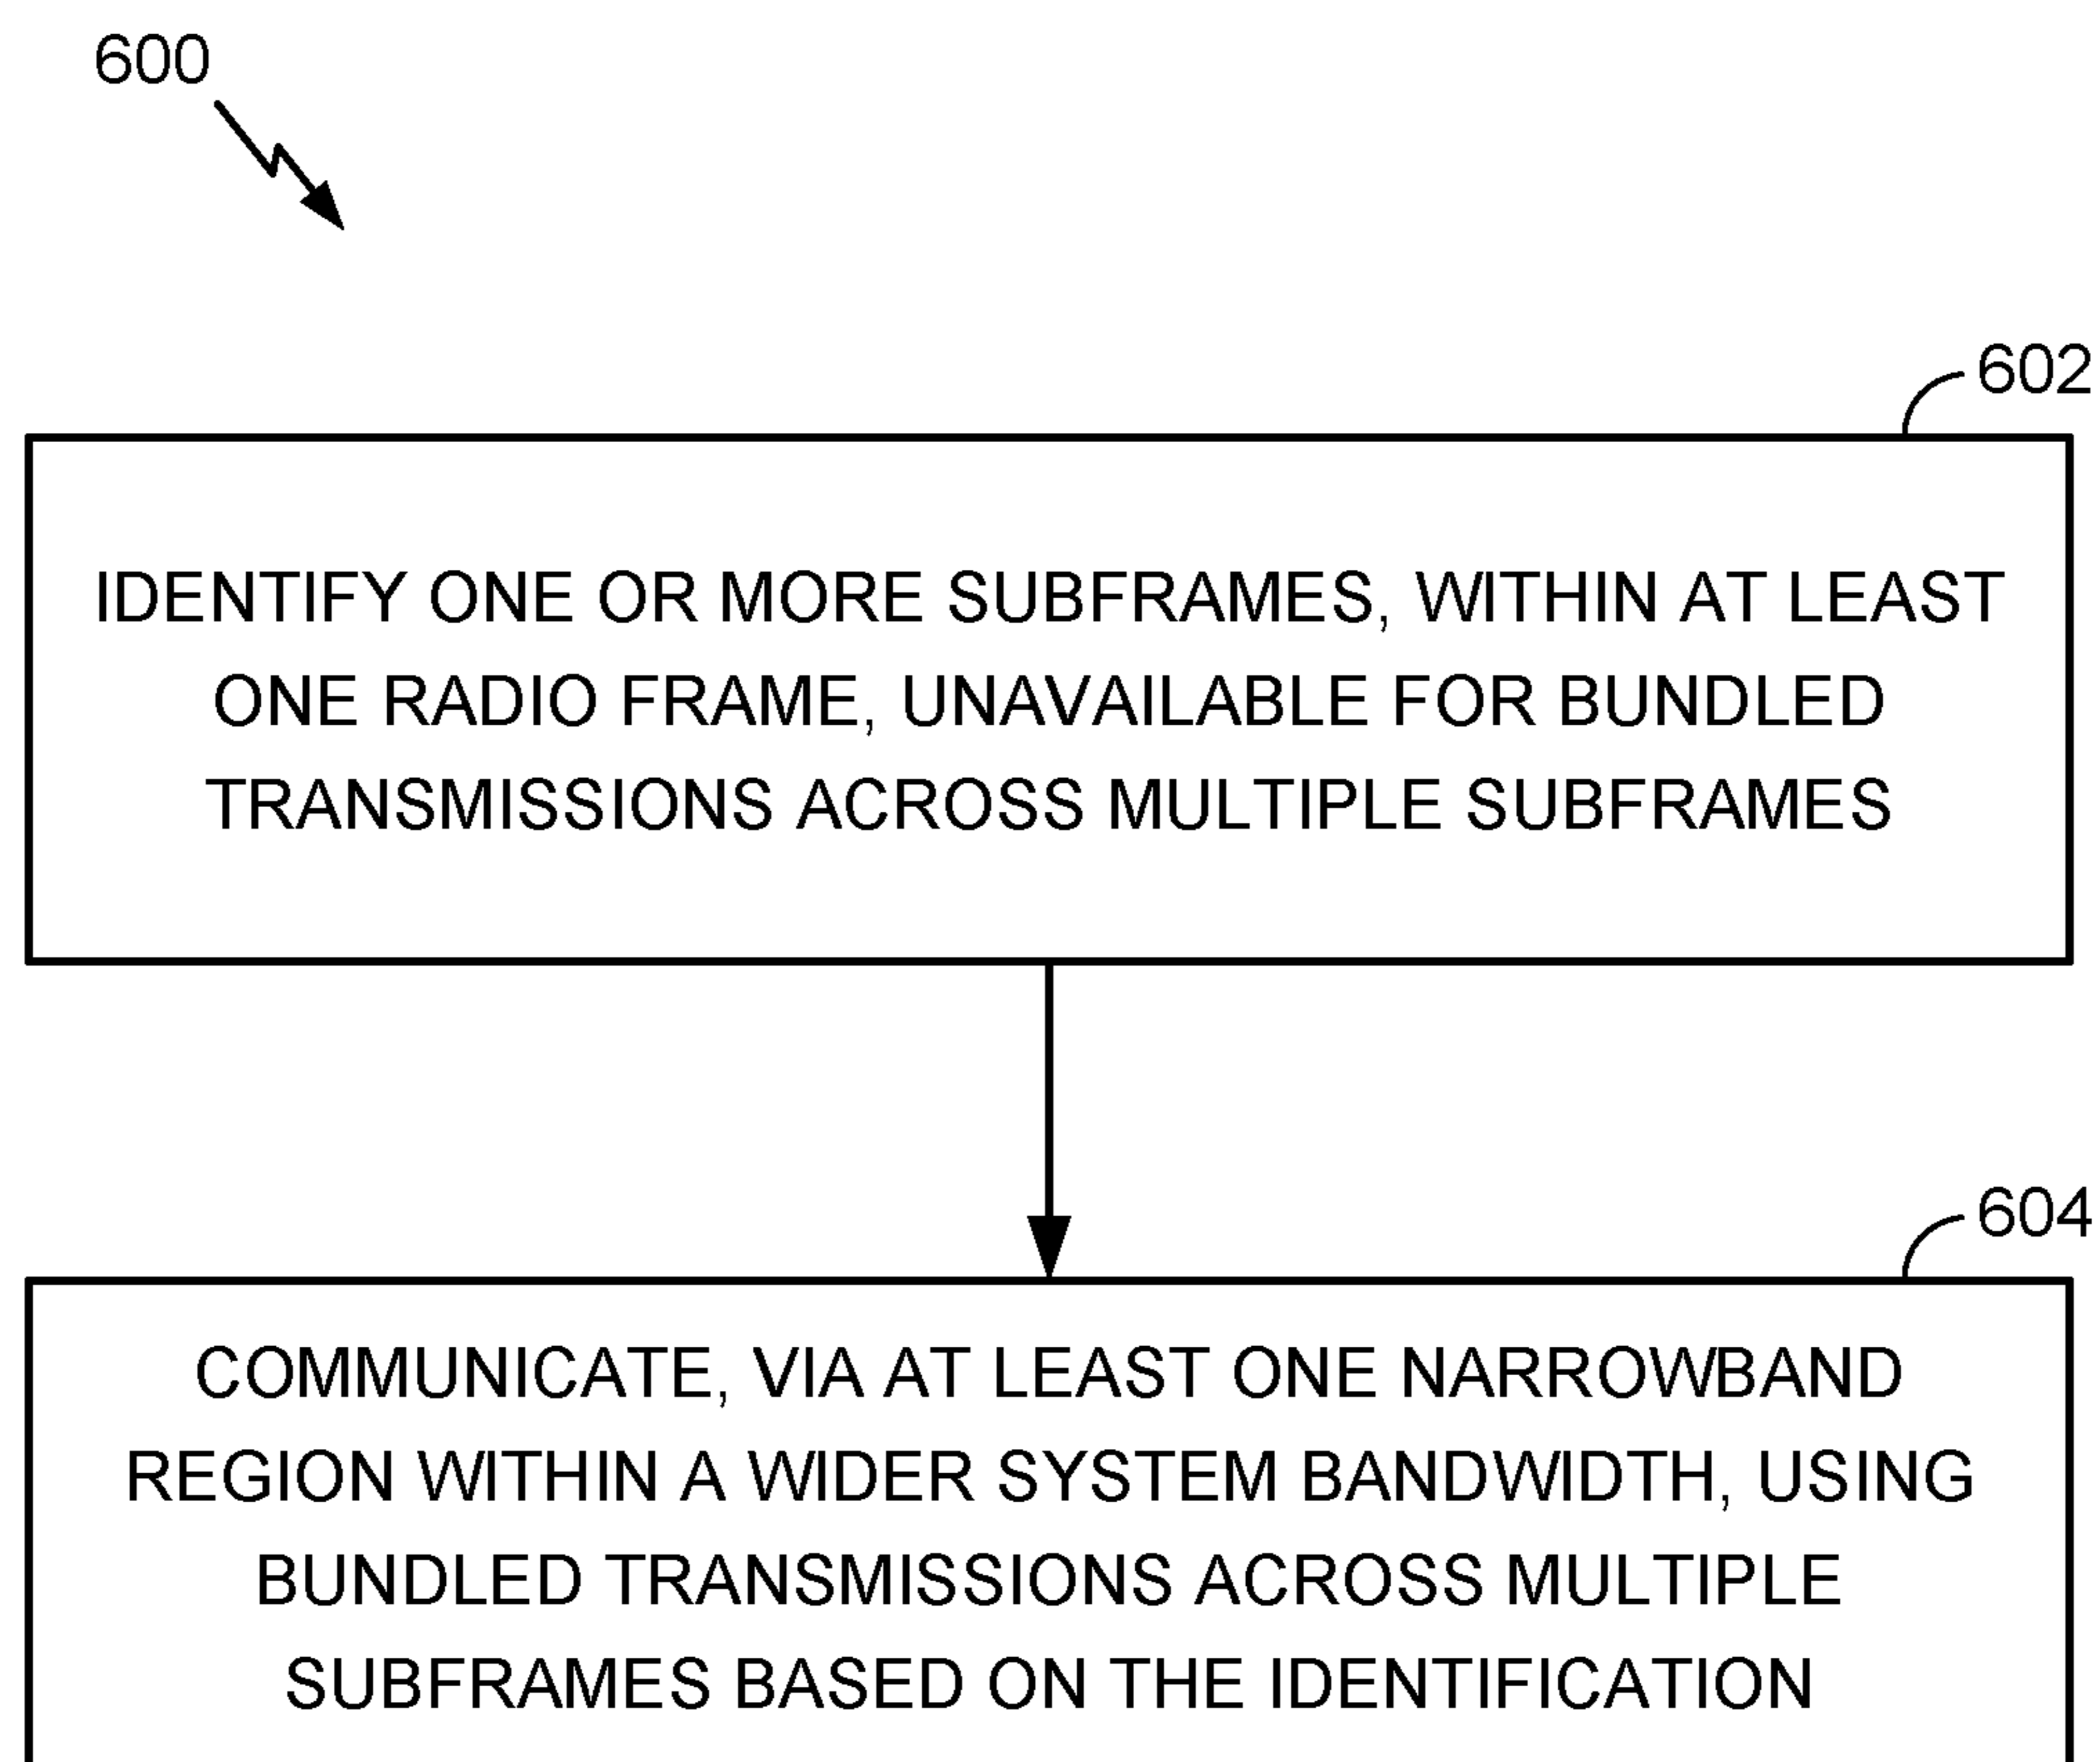 600
602
IDENTIFY ONE OR MORE SUBFRAMES, WITHIN AT LEAST
ONE RADIO FRAME, UNAVAILABLE FOR BUNDLED
TRANSMISSIONS ACROSS MULTIPLE SUBFRAMES
604
COMMUNICATE, VIA AT LEAST ONE NARROWBAND
REGION WITHIN A WIDER SYSTEM BANDWIDTH, USING
BUNDLED TRANSMISSIONS ACROSS MULTIPLE
SUBFRAMES BASED ON THE IDENTIFICATION